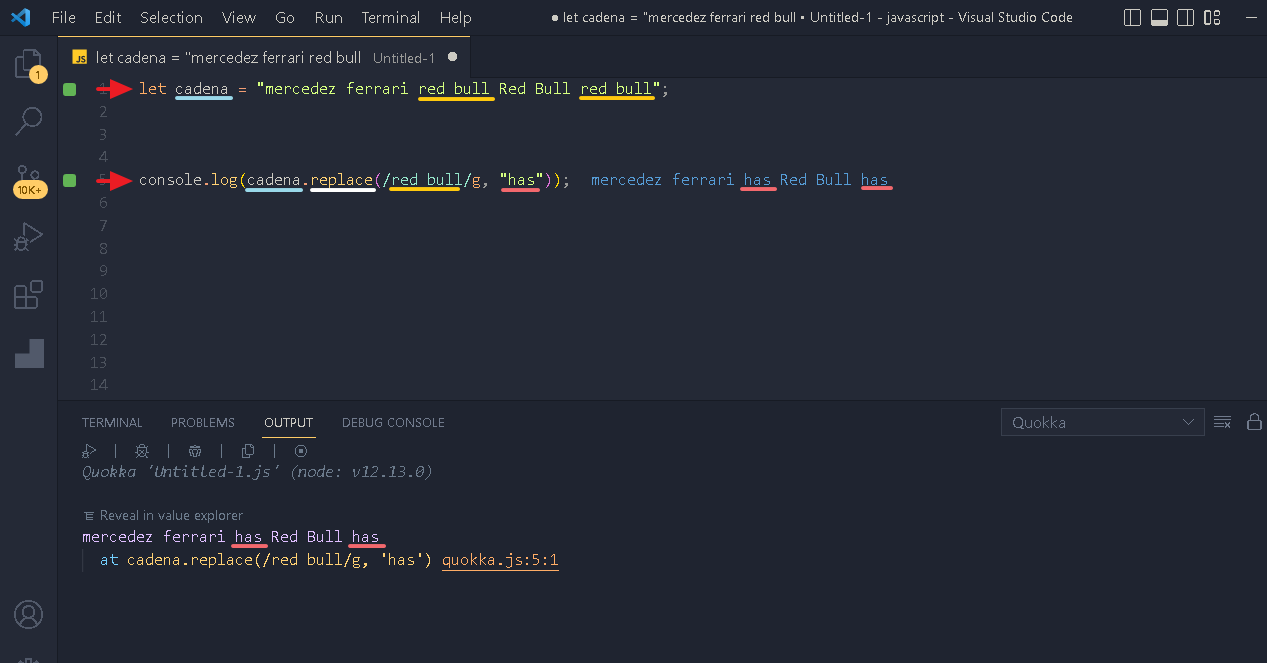 File Edit Selection View Go Run Terminal Help
● let cadena = "mercedez ferrari red bull • Untitled-1 - javascript - Visual Studio Code
JS let cadena = "mercedez ferrari red bull Untitled-1 ●
1
10K+
1 let cadena = "mercedez ferrari red bull Red Bull red bull";
2
3
4
5 console.log(cadena.replace(/red bull/g, "has")); mercedez ferrari has Red Bull has
6
7
8
9
10
11
12
13
14
TERMINAL PROBLEMS OUTPUT DEBUG CONSOLE
Quokka
Quokka 'Untitled-1.js' (node: v12.13.0)
Reveal in value explorer
mercedez ferrari has Red Bull has
at cadena.replace(/red bull/g, 'has') quokka.js:5:1